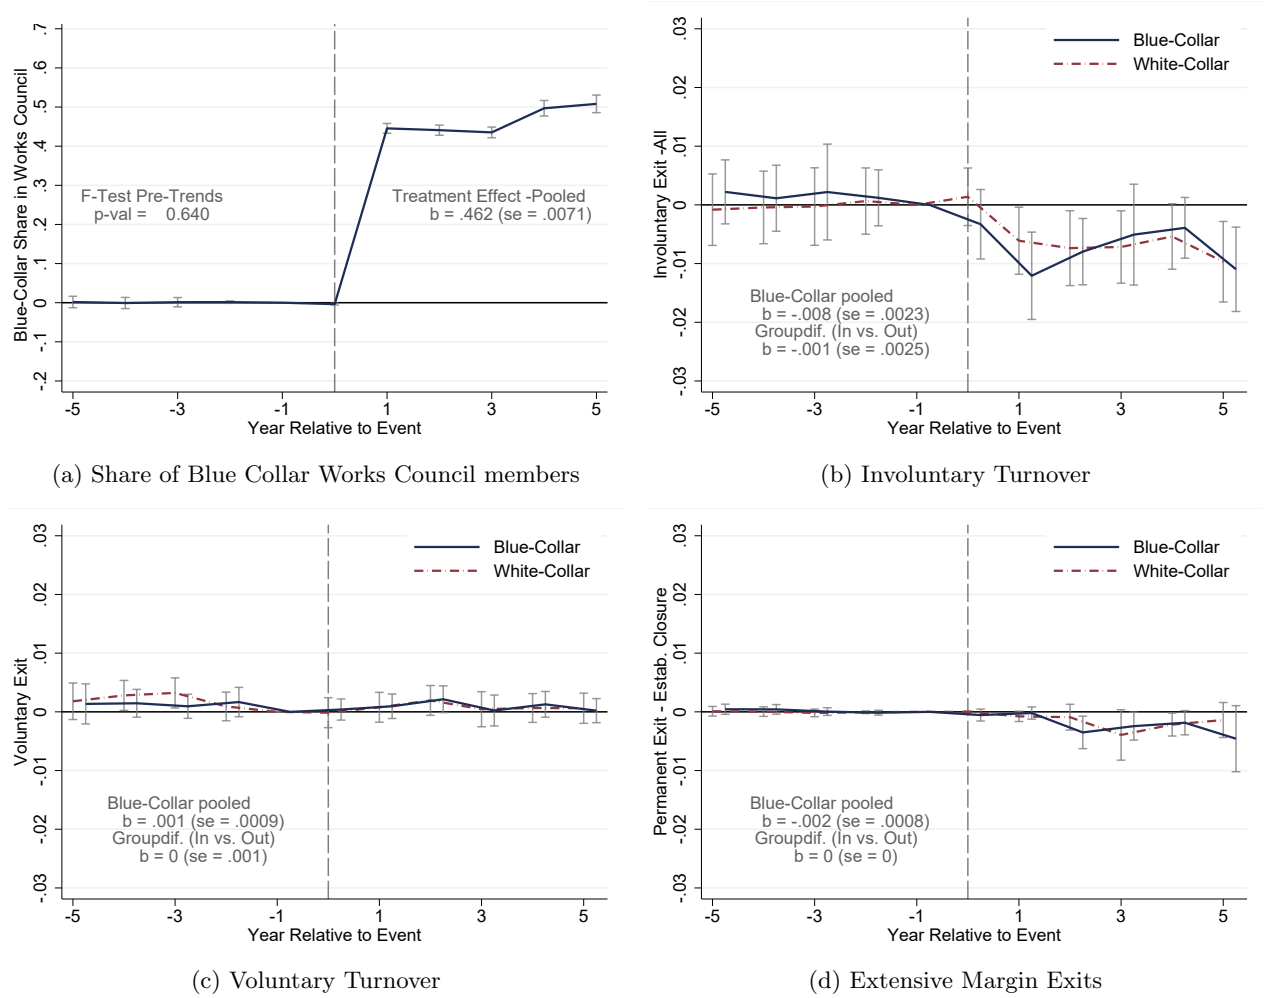 Blue-Collar Share in Works Council
.7
.6
.5
.4
.3
.2
.1
0
-.1
-.2
F-Test Pre-Trends
p-val = 0.640
Treatment Effect -Pooled
b = .462 (se = .0071)
-5 -3 -1 1 3 5
Year Relative to Event
(a) Share of Blue Collar Works Council members
Involuntary Exit -All
.03
.02
.01
0
-.01
-.02
-.03
Blue-Collar
White-Collar
Blue-Collar pooled
b = -.008 (se = .0023)
Groupdif. (In vs. Out)
b = -.001 (se = .0025)
-5 -3 -1 1 3 5
Year Relative to Event
(b) Involuntary Turnover
Voluntary Exit
.03
.02
.01
0
-.01
-.02
-.03
Blue-Collar
White-Collar
Blue-Collar pooled
b = .001 (se = .0009)
Groupdif. (In vs. Out)
b = 0 (se = .001)
-5 -3 -1 1 3 5
Year Relative to Event
(c) Voluntary Turnover
Permanent Exit - Estab. Closure
.03
.02
.01
0
-.01
-.02
-.03
Blue-Collar
White-Collar
Blue-Collar pooled
b = -.002 (se = .0008)
Groupdif. (In vs. Out)
b = 0 (se = 0)
-5 -3 -1 1 3 5
Year Relative to Event
(d) Extensive Margin Exits